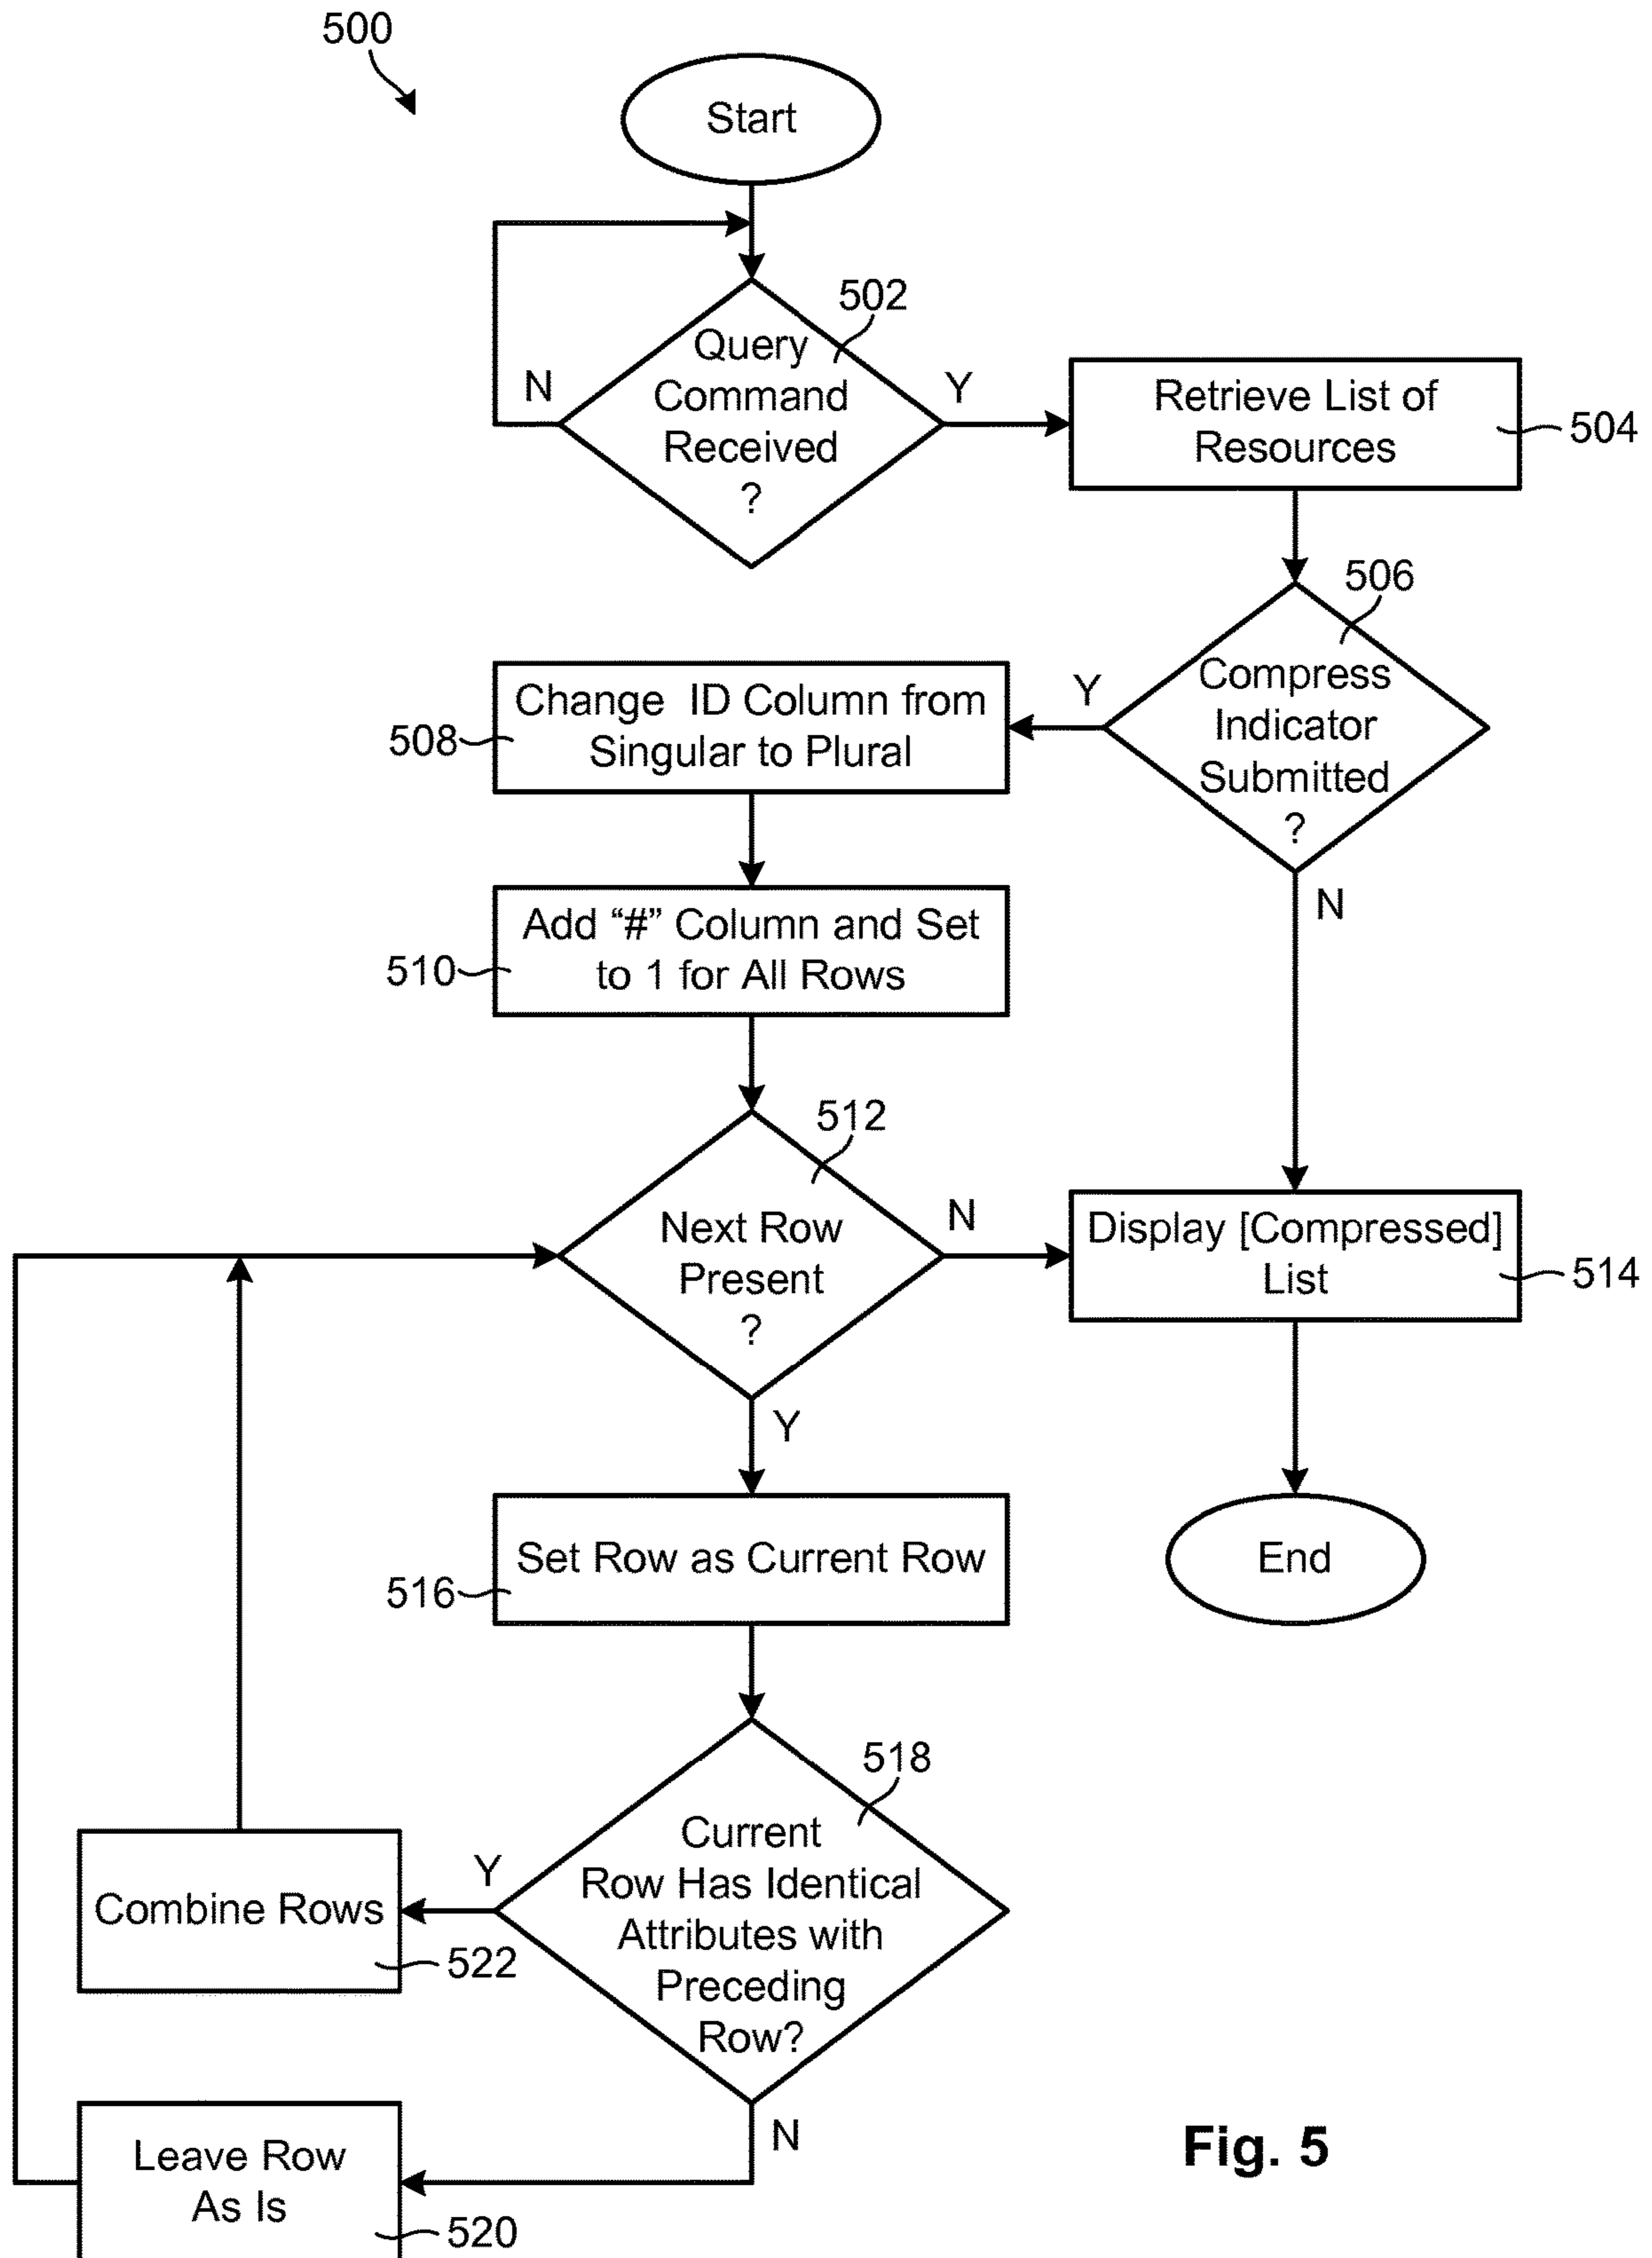 500
Start
502
Query
Command
Received
?
N
Y
Retrieve List of
Resources
504
506
Compress
Indicator
Submitted
?
Y
N
Change ID Column from
Singular to Plural
508
Add “#” Column and Set
to 1 for All Rows
510
512
Next Row
Present
?
N
Y
Display [Compressed]
List
514
Set Row as Current Row
516
End
518
Current
Row Has Identical
Attributes with
Preceding
Row?
Y
N
Combine Rows
522
Leave Row
As Is
520
Fig. 5